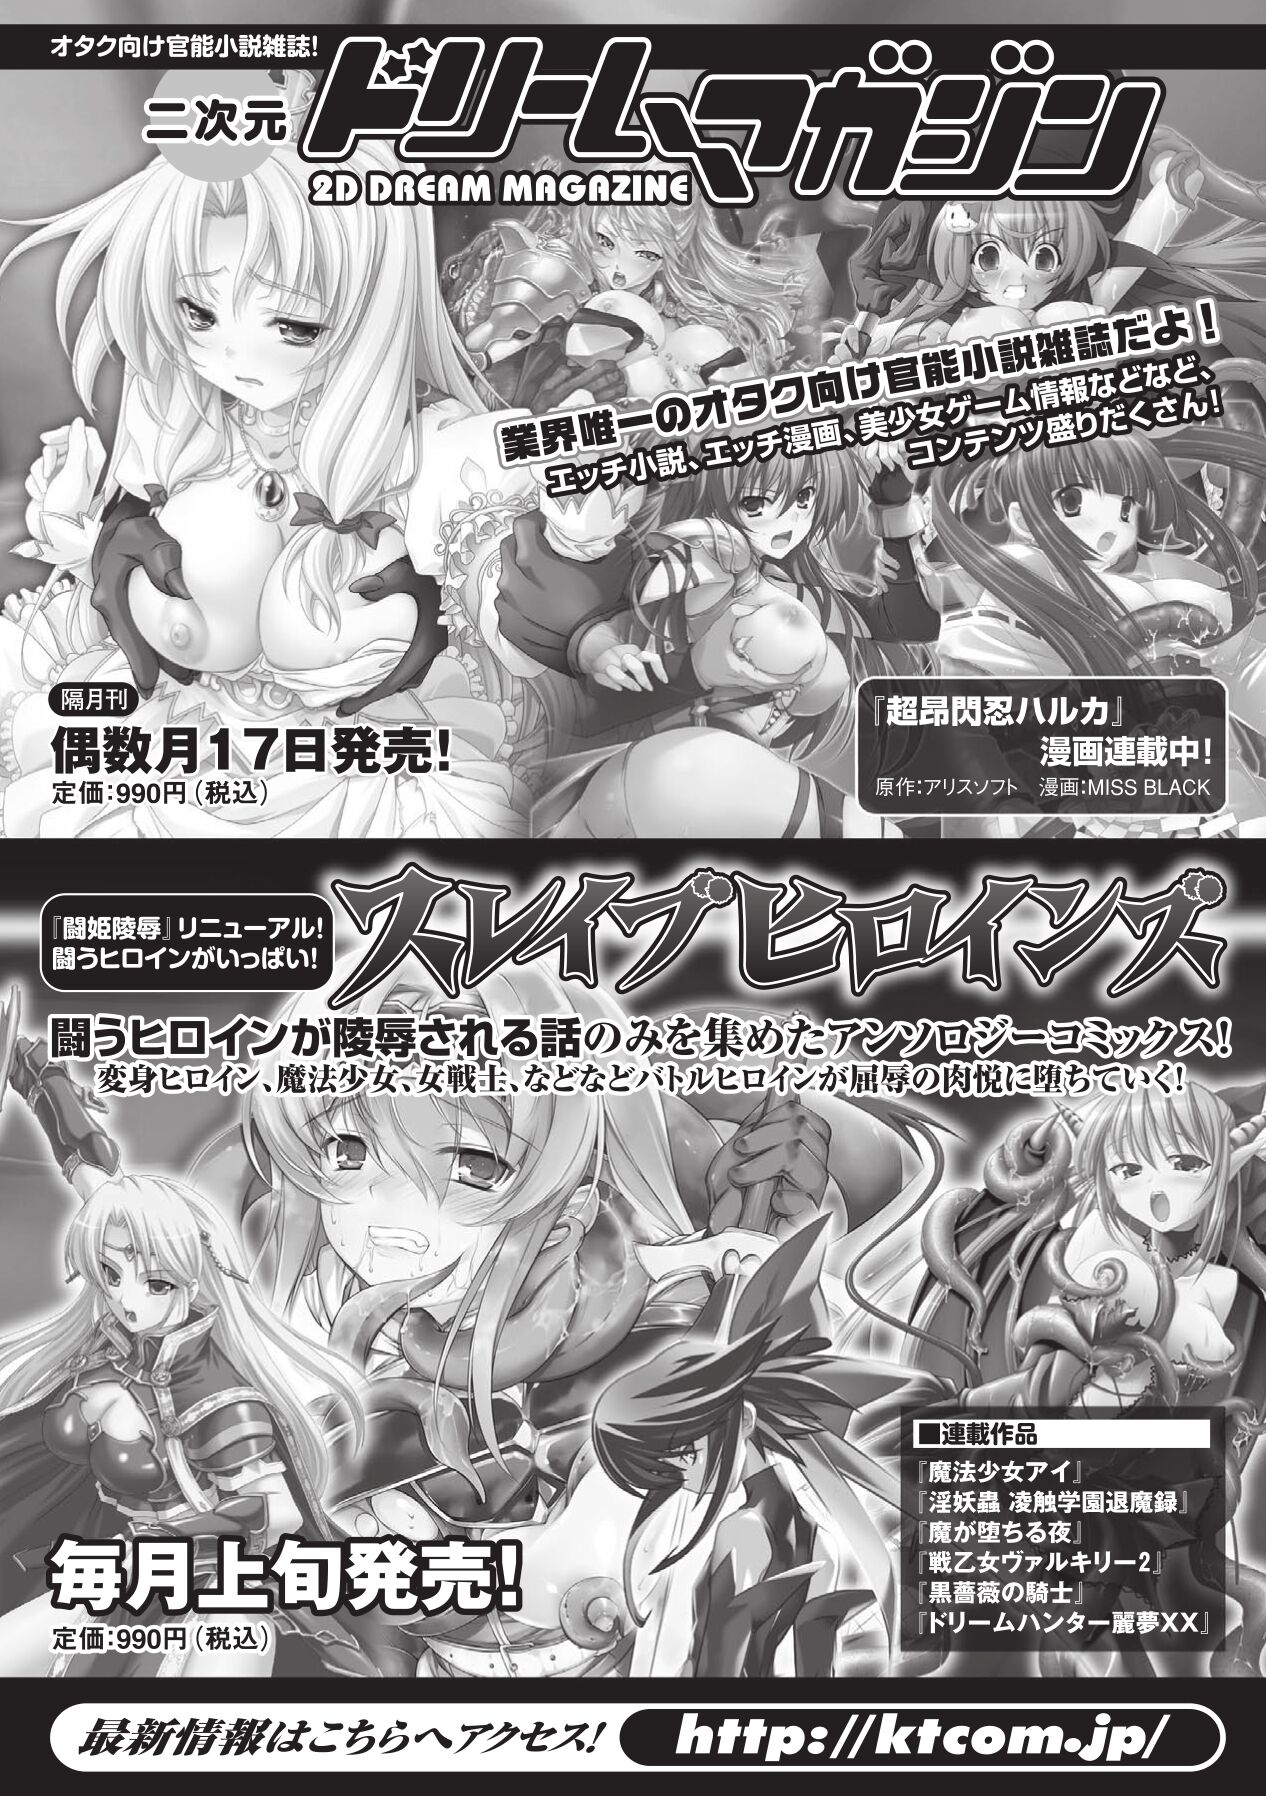 オタク向け官能小説雑誌!
二次元
ドリームマガジン
2D DREAM MAGAZINE
業界唯一のオタク向け官能小説雑誌だよ!
エッチ小説、エッチ漫画、美少女ゲーム情報などなど、
コンテンツ盛りだくさん!
隔月刊
偶数月17日発売!
定価:990円(税込)
『超昂閃忍ハルカ』
漫画連載中!
原作:アリスソフト 漫画:MISS BLACK
『闘姫陵辱』リニューアル!
闘うヒロインがいっぱい!
スレイブヒロインズ
闘うヒロインが陵辱される話のみを集めたアンソロジーコミックス!
変身ヒロイン、魔法少女、女戦士、などなどバトルヒロインが屈辱の肉悦に堕ちていく!
■連載作品
『魔法少女アイ』
『淫妖蟲 凌触学園退魔録』
『魔が堕ちる夜』
『戦乙女ヴァルキリー2』
『黒薔薇の騎士』
『ドリームハンター麗夢XX』
毎月上旬発売!
定価:990円(税込)
最新情報はこちらへアクセス!
http://ktcom.jp/